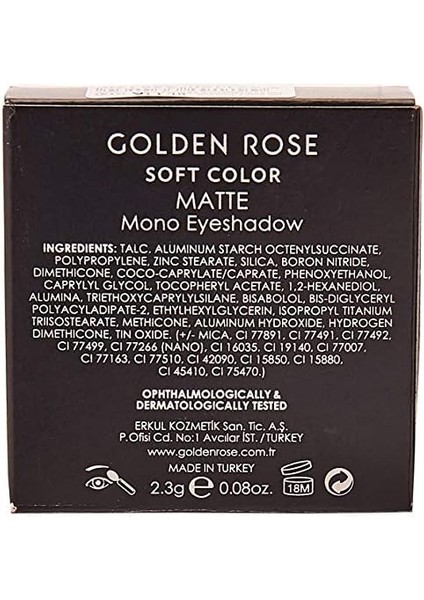 GOLDEN ROSE
SOFT COLOR
MATTE
Mono Eyeshadow
INGREDIENTS: TALC, ALUMINUM STARCH OCTENYLSUCCINATE,
POLYPROPYLENE, ZINC STEARATE, SILICA, BORON NITRIDE,
DIMETHICONE, COCO-CAPRYLATE/CAPRATE, PHENOXYETHANOL,
CAPRYLYL GLYCOL, TOCOPHERYL ACETATE, 1,2-HEXANEDIOL,
ALUMINA, TRIETHOXYCAPRYLYLSILANE, BISABOLOL, BIS-DIGLYCERYL
POLYACYLADIPATE-2, ETHYLHEXYLGLYCERIN, ISOPROPYL TITANIUM
TRIISOSTEARATE, METHICONE, ALUMINUM HYDROXIDE, HYDROGEN
DIMETHICONE, TIN OXIDE. (+/- MICA, CI 77891, CI 77491, CI 77492,
CI 77499, CI 77266 (NANO), CI 16035, CI 19140, CI 77007,
CI 77163, CI 77510, CI 42090, CI 15850, CI 15880,
CI 45410, CI 75470.)
OPHTHALMOLOGICALLY &
DERMATOLOGICALLY TESTED
ERKUL KOZMETİK San. Tic. A.Ş.
P.Ofisi Cd. No:1 Avcılar İST. /TURKEY
www.goldenrose.com.tr
MADE IN TURKEY
2.3g e 0.08oz.
18M